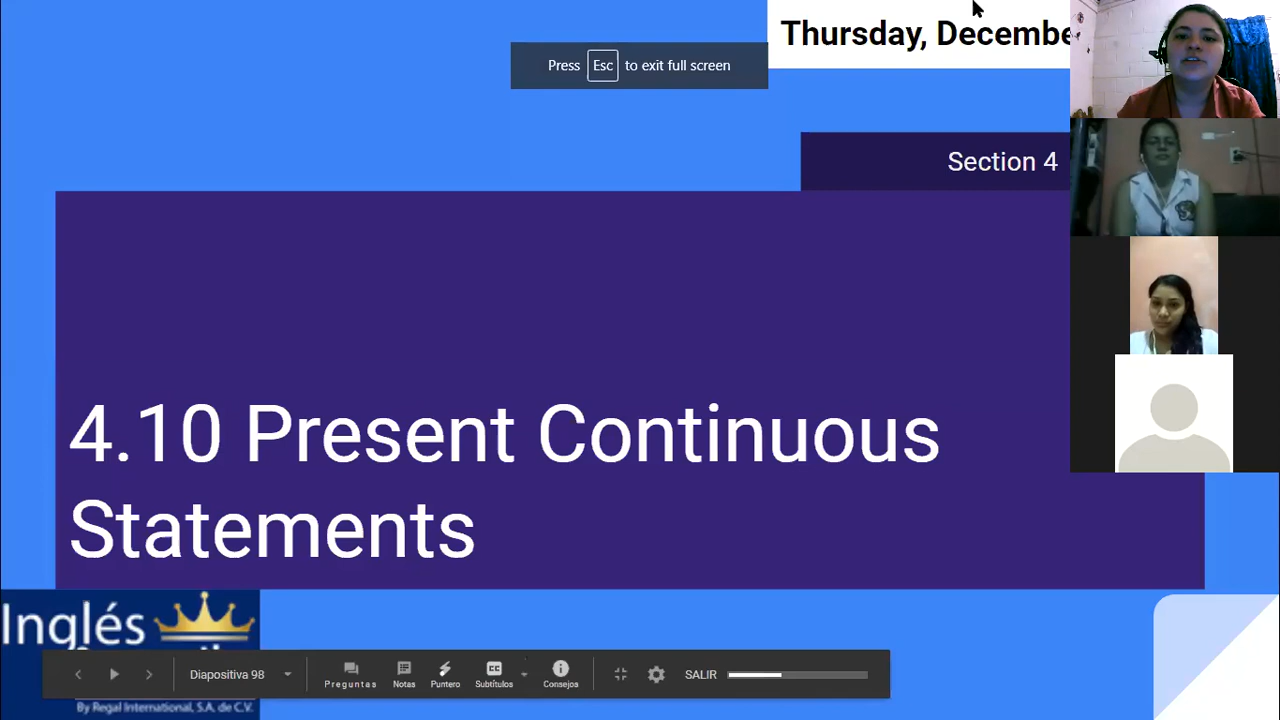 Thursday, Decembe
Press Esc to exit full screen
Section 4
4.10 Present Continuous
Statements
Inglés
Diapositiva 98
Preguntas
Notas
Puntero
CC
Subtítulos
Consejos
SALIR
By Regal International, S.A. de C.V.